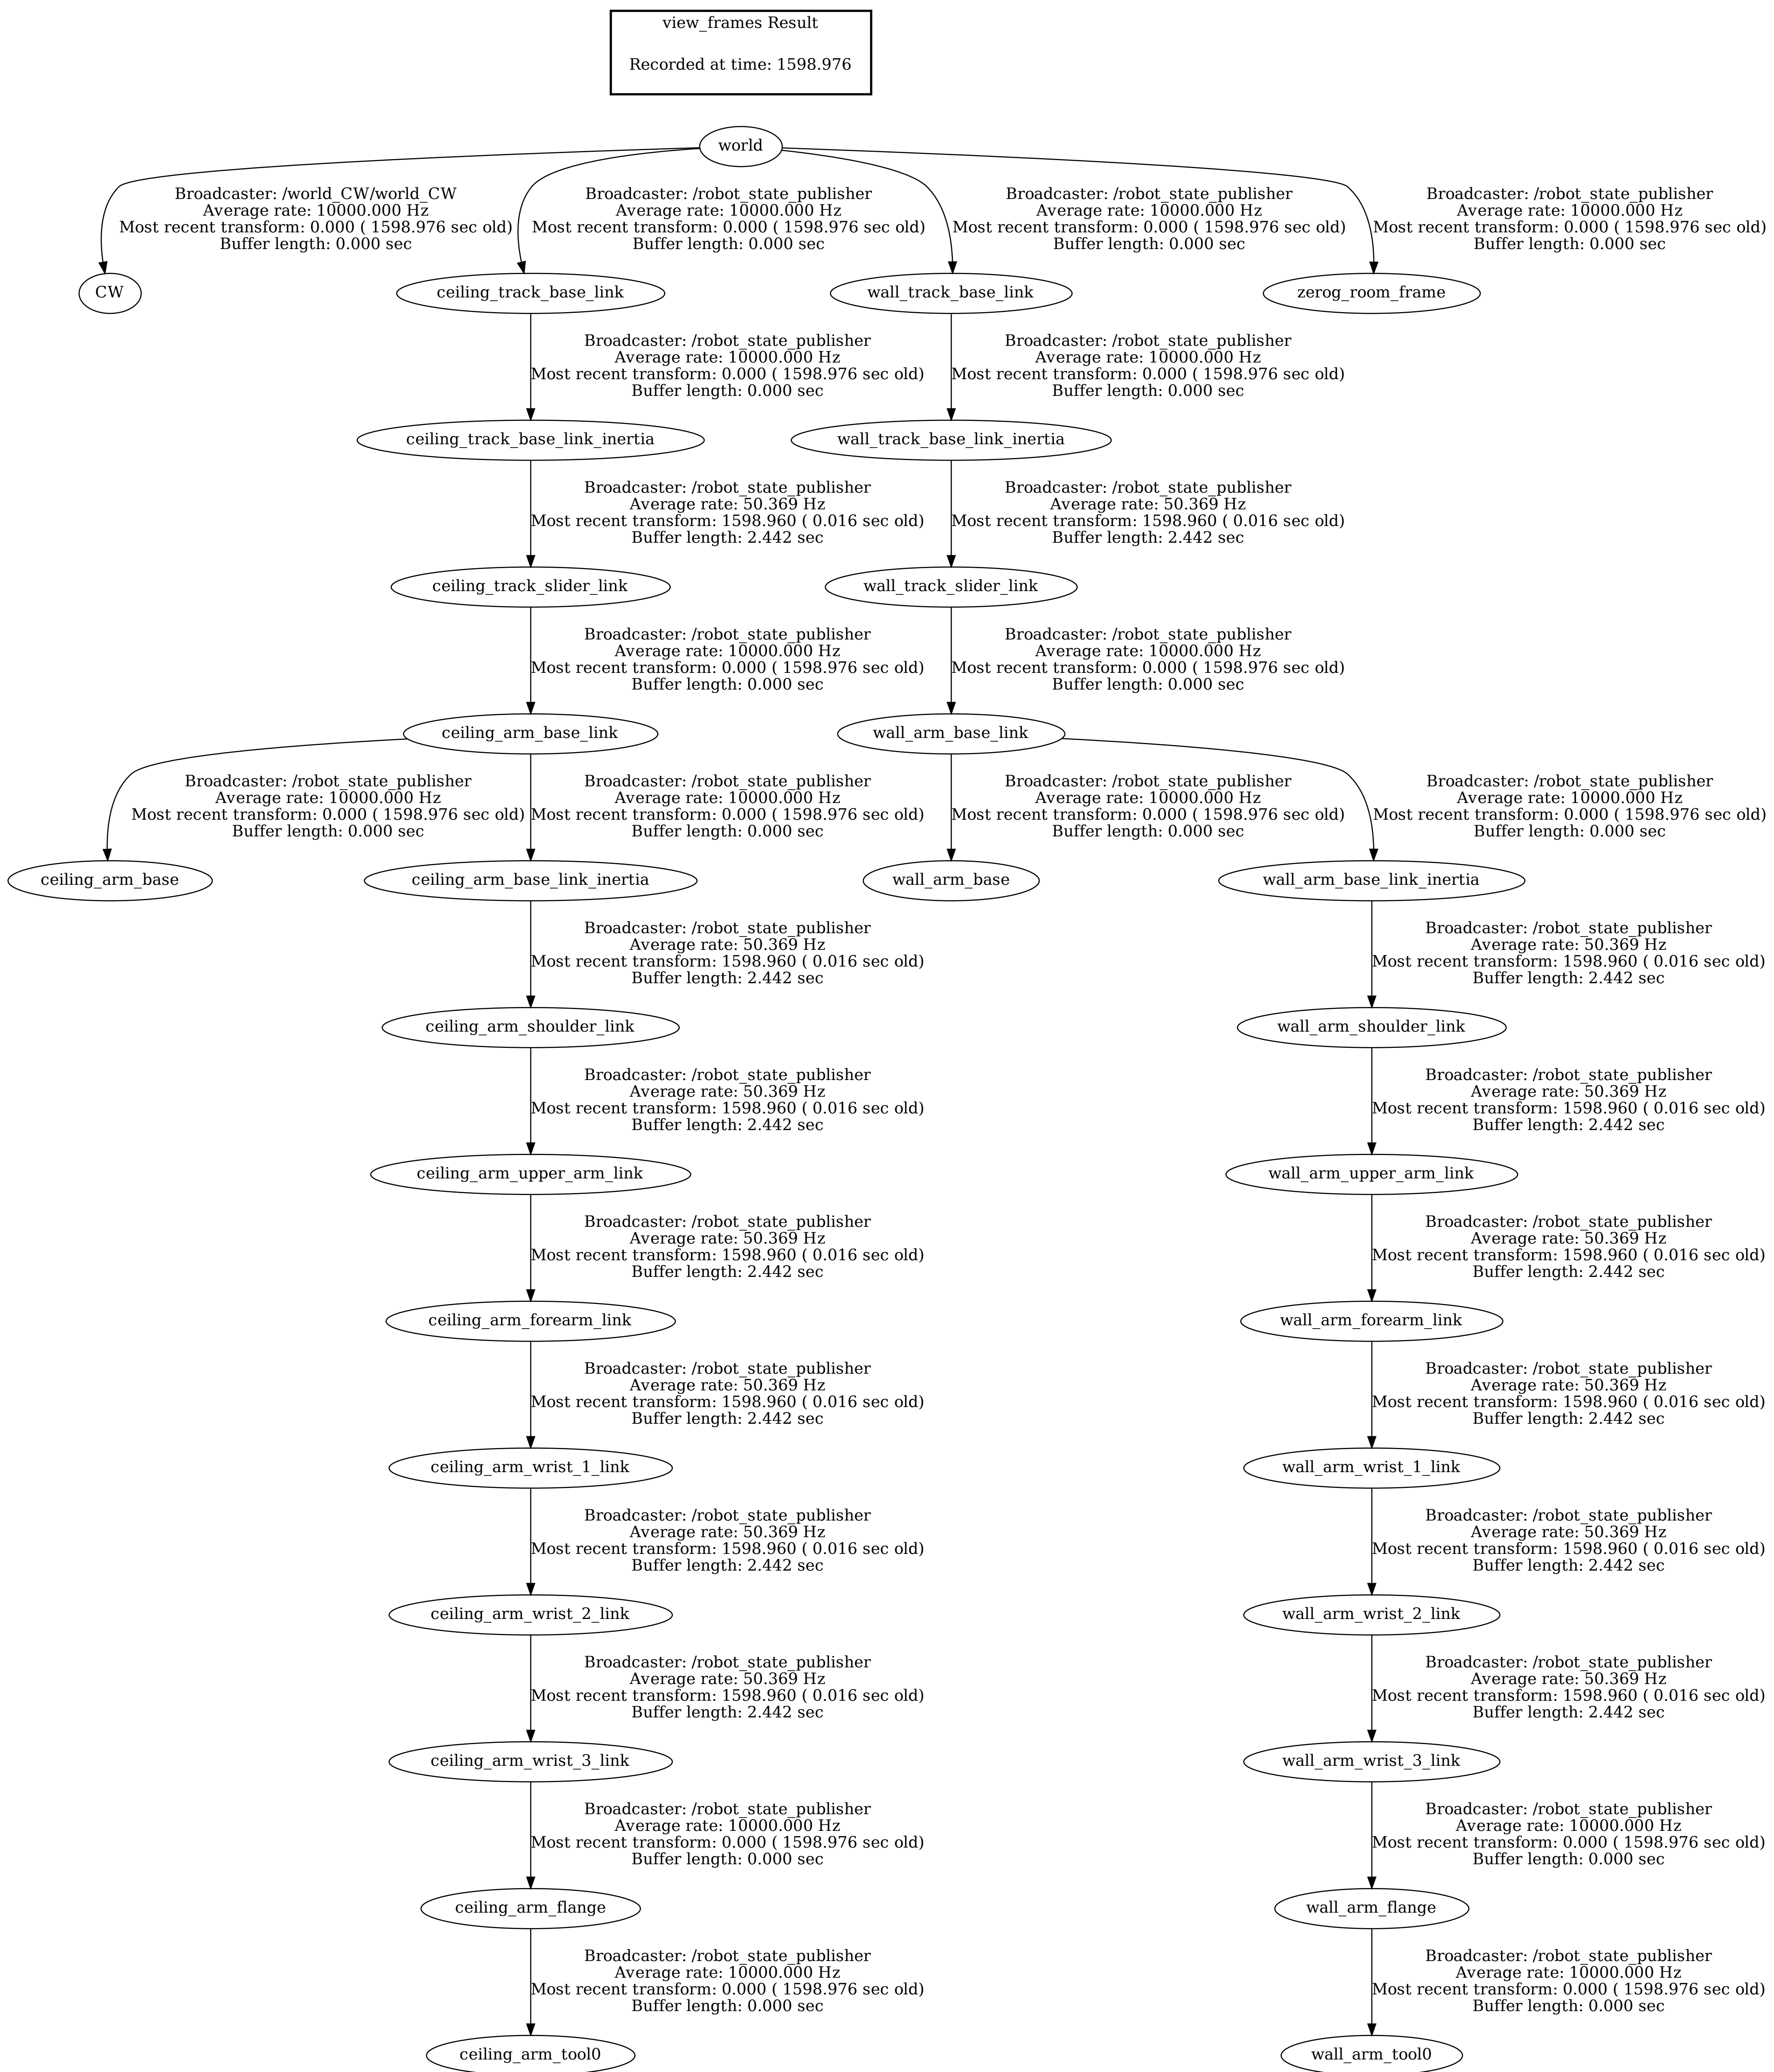 view_frames Result
Recorded at time: 1598.976
world
Broadcaster: /world_CW/world_CW
Average rate: 10000.000 Hz
Most recent transform: 0.000 ( 1598.976 sec old)
Buffer length: 0.000 sec
Broadcaster: /robot_state_publisher
Average rate: 10000.000 Hz
Most recent transform: 0.000 ( 1598.976 sec old)
Buffer length: 0.000 sec
Broadcaster: /robot_state_publisher
Average rate: 10000.000 Hz
Most recent transform: 0.000 ( 1598.976 sec old)
Buffer length: 0.000 sec
Broadcaster: /robot_state_publisher
Average rate: 10000.000 Hz
Most recent transform: 0.000 ( 1598.976 sec old)
Buffer length: 0.000 sec
CW
ceiling_track_base_link
wall_track_base_link
zerog_room_frame
Broadcaster: /robot_state_publisher
Average rate: 10000.000 Hz
Most recent transform: 0.000 ( 1598.976 sec old)
Buffer length: 0.000 sec
Broadcaster: /robot_state_publisher
Average rate: 10000.000 Hz
Most recent transform: 0.000 ( 1598.976 sec old)
Buffer length: 0.000 sec
ceiling_track_base_link_inertia
wall_track_base_link_inertia
Broadcaster: /robot_state_publisher
Average rate: 50.369 Hz
Most recent transform: 1598.960 ( 0.016 sec old)
Buffer length: 2.442 sec
Broadcaster: /robot_state_publisher
Average rate: 50.369 Hz
Most recent transform: 1598.960 ( 0.016 sec old)
Buffer length: 2.442 sec
ceiling_track_slider_link
wall_track_slider_link
Broadcaster: /robot_state_publisher
Average rate: 10000.000 Hz
Most recent transform: 0.000 ( 1598.976 sec old)
Buffer length: 0.000 sec
Broadcaster: /robot_state_publisher
Average rate: 10000.000 Hz
Most recent transform: 0.000 ( 1598.976 sec old)
Buffer length: 0.000 sec
ceiling_arm_base_link
wall_arm_base_link
Broadcaster: /robot_state_publisher
Average rate: 10000.000 Hz
Most recent transform: 0.000 ( 1598.976 sec old)
Buffer length: 0.000 sec
Broadcaster: /robot_state_publisher
Average rate: 10000.000 Hz
Most recent transform: 0.000 ( 1598.976 sec old)
Buffer length: 0.000 sec
Broadcaster: /robot_state_publisher
Average rate: 10000.000 Hz
Most recent transform: 0.000 ( 1598.976 sec old)
Buffer length: 0.000 sec
Broadcaster: /robot_state_publisher
Average rate: 10000.000 Hz
Most recent transform: 0.000 ( 1598.976 sec old)
Buffer length: 0.000 sec
ceiling_arm_base
ceiling_arm_base_link_inertia
wall_arm_base
wall_arm_base_link_inertia
Broadcaster: /robot_state_publisher
Average rate: 50.369 Hz
Most recent transform: 1598.960 ( 0.016 sec old)
Buffer length: 2.442 sec
Broadcaster: /robot_state_publisher
Average rate: 50.369 Hz
Most recent transform: 1598.960 ( 0.016 sec old)
Buffer length: 2.442 sec
ceiling_arm_shoulder_link
wall_arm_shoulder_link
Broadcaster: /robot_state_publisher
Average rate: 50.369 Hz
Most recent transform: 1598.960 ( 0.016 sec old)
Buffer length: 2.442 sec
Broadcaster: /robot_state_publisher
Average rate: 50.369 Hz
Most recent transform: 1598.960 ( 0.016 sec old)
Buffer length: 2.442 sec
ceiling_arm_upper_arm_link
wall_arm_upper_arm_link
Broadcaster: /robot_state_publisher
Average rate: 50.369 Hz
Most recent transform: 1598.960 ( 0.016 sec old)
Buffer length: 2.442 sec
Broadcaster: /robot_state_publisher
Average rate: 50.369 Hz
Most recent transform: 1598.960 ( 0.016 sec old)
Buffer length: 2.442 sec
ceiling_arm_forearm_link
wall_arm_forearm_link
Broadcaster: /robot_state_publisher
Average rate: 50.369 Hz
Most recent transform: 1598.960 ( 0.016 sec old)
Buffer length: 2.442 sec
Broadcaster: /robot_state_publisher
Average rate: 50.369 Hz
Most recent transform: 1598.960 ( 0.016 sec old)
Buffer length: 2.442 sec
ceiling_arm_wrist_1_link
wall_arm_wrist_1_link
Broadcaster: /robot_state_publisher
Average rate: 50.369 Hz
Most recent transform: 1598.960 ( 0.016 sec old)
Buffer length: 2.442 sec
Broadcaster: /robot_state_publisher
Average rate: 50.369 Hz
Most recent transform: 1598.960 ( 0.016 sec old)
Buffer length: 2.442 sec
ceiling_arm_wrist_2_link
wall_arm_wrist_2_link
Broadcaster: /robot_state_publisher
Average rate: 50.369 Hz
Most recent transform: 1598.960 ( 0.016 sec old)
Buffer length: 2.442 sec
Broadcaster: /robot_state_publisher
Average rate: 50.369 Hz
Most recent transform: 1598.960 ( 0.016 sec old)
Buffer length: 2.442 sec
ceiling_arm_wrist_3_link
wall_arm_wrist_3_link
Broadcaster: /robot_state_publisher
Average rate: 10000.000 Hz
Most recent transform: 0.000 ( 1598.976 sec old)
Buffer length: 0.000 sec
Broadcaster: /robot_state_publisher
Average rate: 10000.000 Hz
Most recent transform: 0.000 ( 1598.976 sec old)
Buffer length: 0.000 sec
ceiling_arm_flange
wall_arm_flange
Broadcaster: /robot_state_publisher
Average rate: 10000.000 Hz
Most recent transform: 0.000 ( 1598.976 sec old)
Buffer length: 0.000 sec
Broadcaster: /robot_state_publisher
Average rate: 10000.000 Hz
Most recent transform: 0.000 ( 1598.976 sec old)
Buffer length: 0.000 sec
ceiling_arm_tool0
wall_arm_tool0